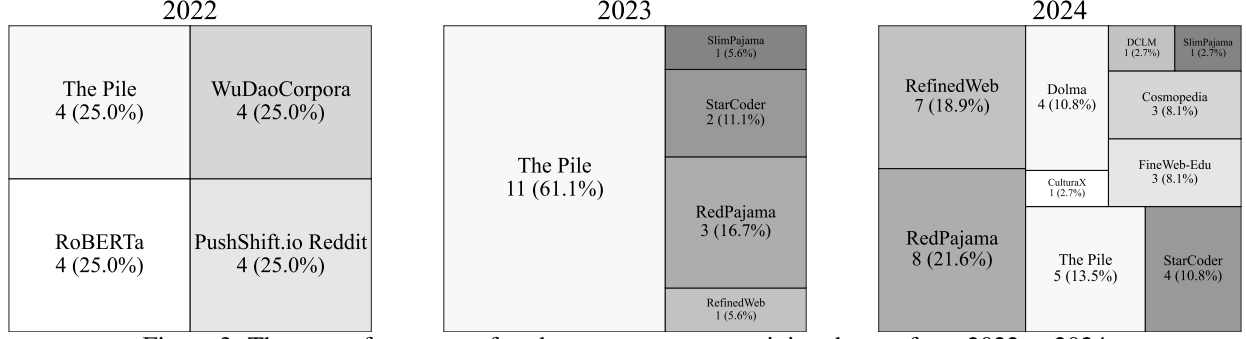 2022
The Pile
4 (25.0%)
WuDaoCorpora
4 (25.0%)
RoBERTa
4 (25.0%)
PushShift.io Reddit
4 (25.0%)
2023
The Pile
11 (61.1%)
SlimPajama
1 (5.6%)
StarCoder
2 (11.1%)
RedPajama
3 (16.7%)
RefinedWeb
1 (5.6%)
2024
RefinedWeb
7 (18.9%)
RedPajama
8 (21.6%)
Dolma
4 (10.8%)
CulturaX
1 (2.7%)
DCLM
1 (2.7%)
SlimPajama
1 (2.7%)
Cosmopedia
3 (8.1%)
FineWeb-Edu
3 (8.1%)
The Pile
5 (13.5%)
StarCoder
4 (10.8%)